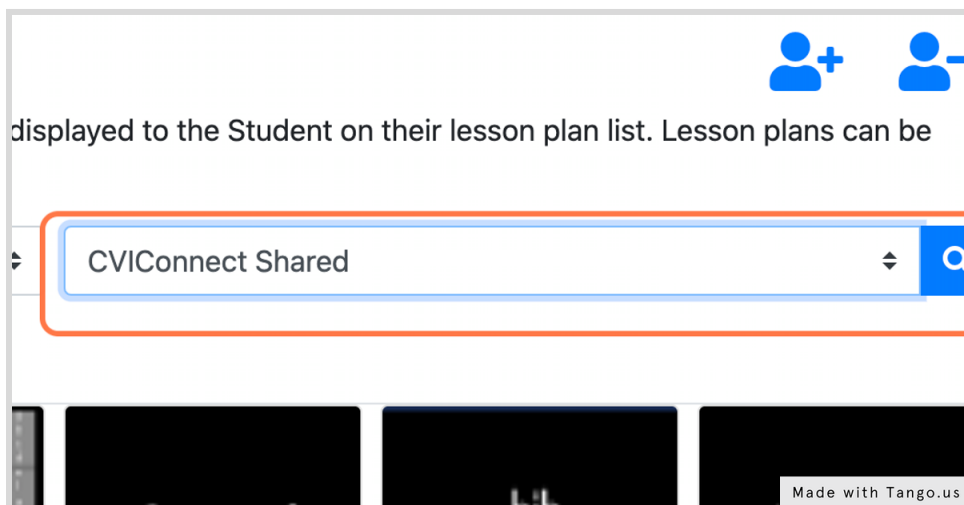 displayed to the Student on their lesson plan list. Lesson plans can be
CVIConnect Shared
Made with Tango.us